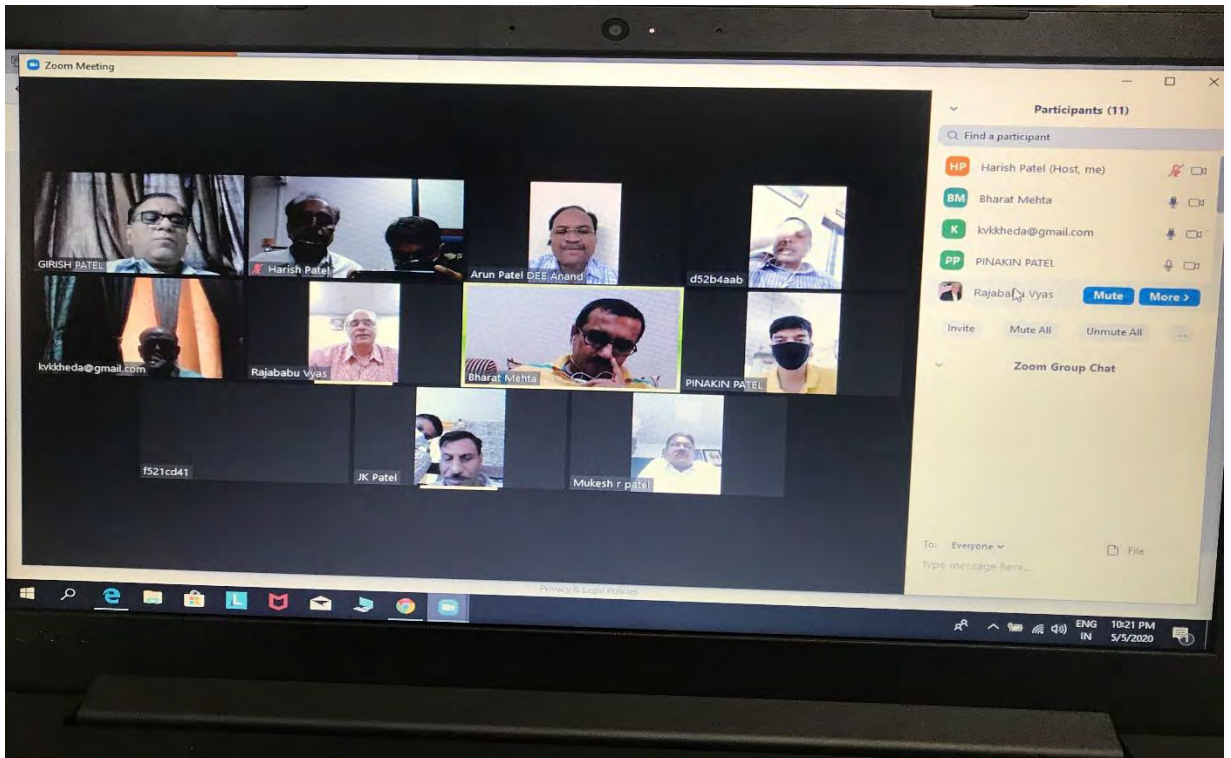 Zoom Meeting
Participants (11)
Find a participant
HP Harish Patel (Host, me)
BM Bharat Mehta
K kvkkheda@gmail.com
PP PINAKIN PATEL
Rajababu Vyas Mute More >
Invite Mute All Unmute All ...
Zoom Group Chat
GIRISH PATEL
Harish Patel
Arun Patel DEE Anand
d52b4aab
kvkkheda@gmail.com
Rajababu Vyas
Bharat Mehta
PINAKIN PATEL
f521cd41
JK Patel
Mukesh r patel
To: Everyone
File
Type message here...
Privacy & Legal Policies
L
ENG 10:21 PM
IN 5/5/2020
1